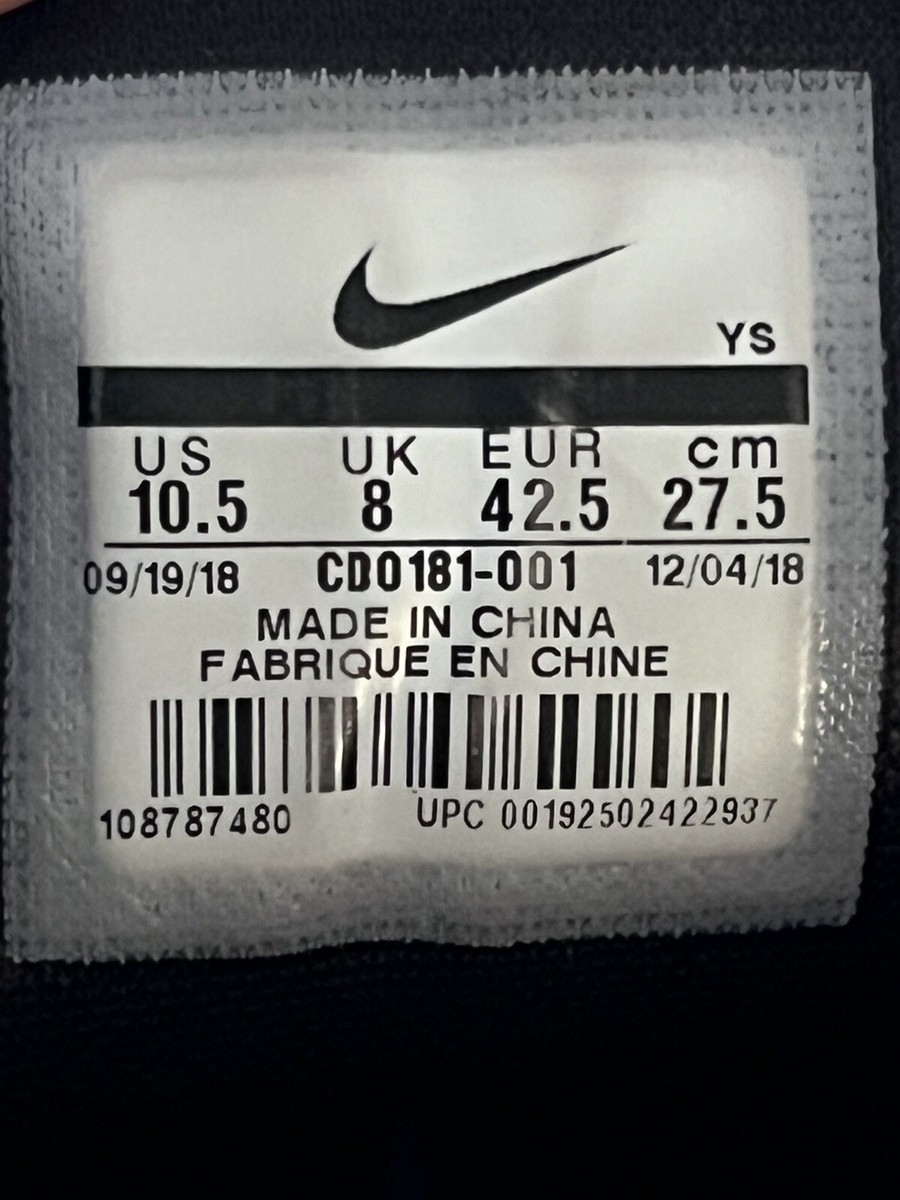 YS
US UK EUR cm
10.5 8 42.5 27.5
09/19/18 CD0181-001 12/04/18
MADE IN CHINA
FABRIQUE EN CHINE
108787480 UPC 00192502422937